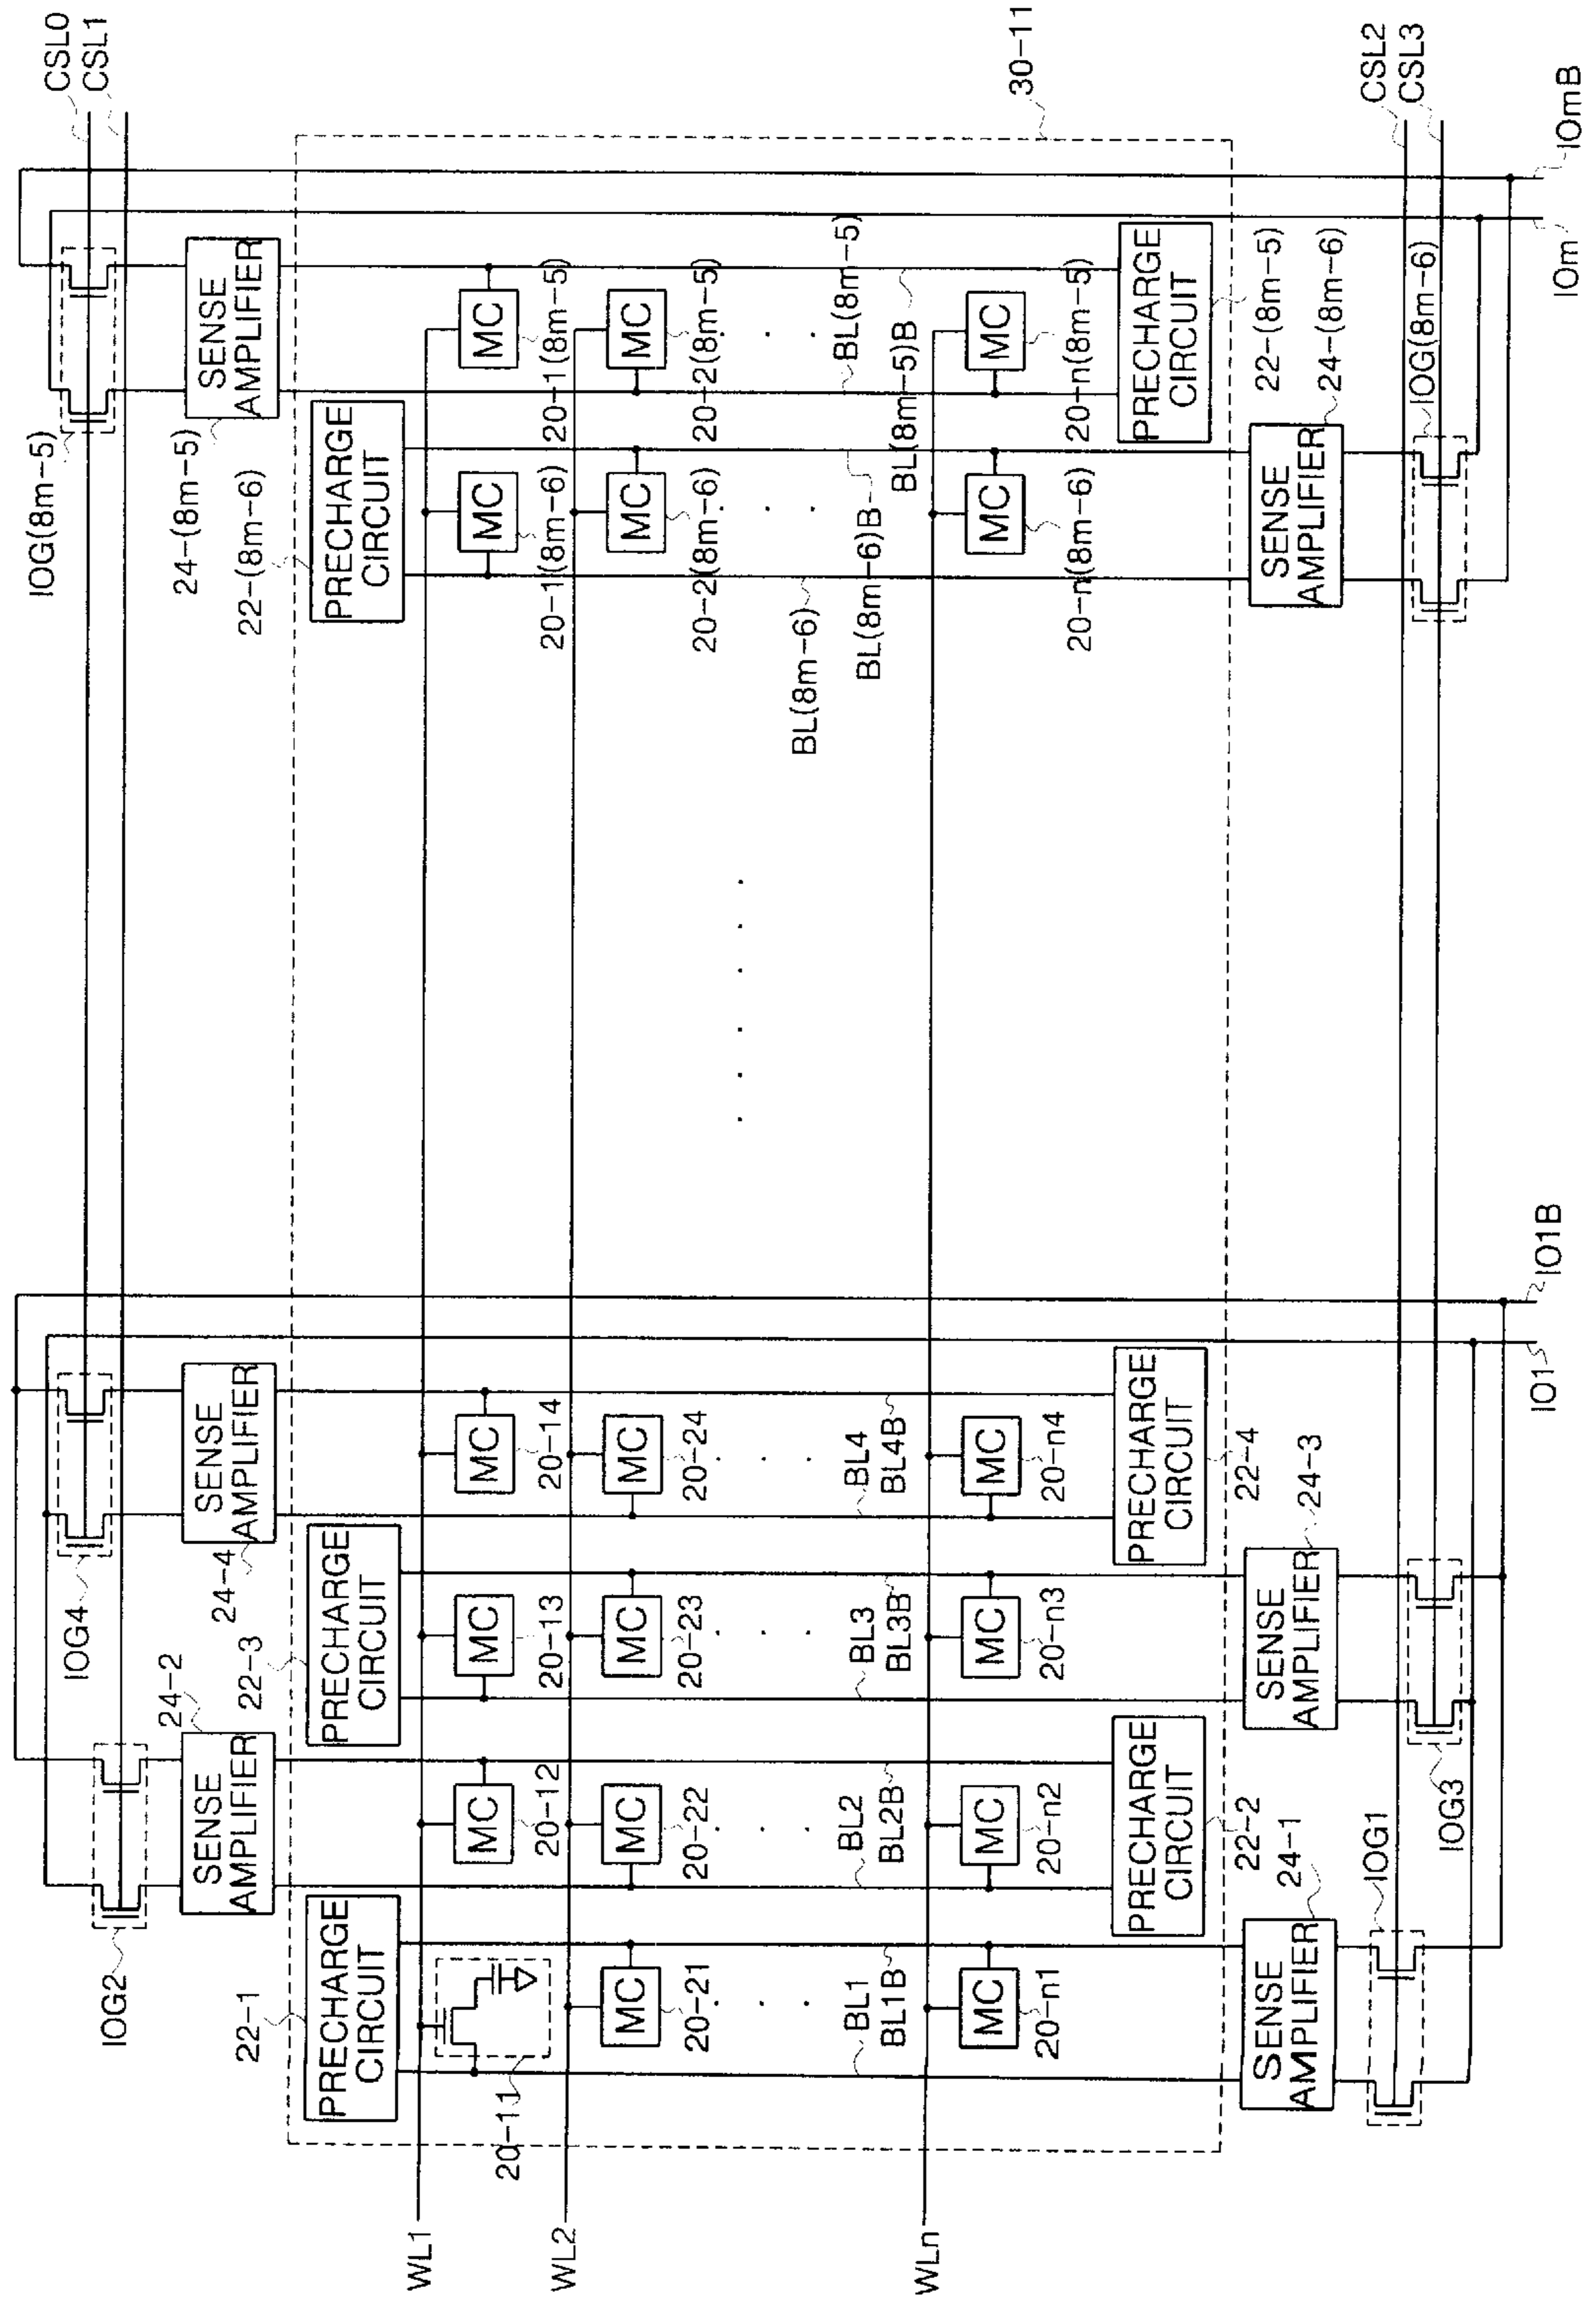 CSL0
CSL1
IOG(8m-5)
24-(8m-5)
22-(8m-6)
SENSE
AMPLIFIER
PRECHARGE
CIRCUIT
MC
20-1(8m-6)
MC
20-1(8m-5)
MC
20-2(8m-6)
MC
20-2(8m-5)
BL(8m-6)
BL(8m-6)B
BL(8m-5)B
BL(8m-5)
MC
20-n(8m-6)
MC
20-n(8m-5)
PRECHARGE
CIRCUIT
22-(8m-5)
24-(8m-6)
SENSE
AMPLIFIER
IOG(8m-6)
30-11
CSL2
CSL3
IOm
IOmB
IOG2
IOG4
24-2
24-4
SENSE
AMPLIFIER
SENSE
AMPLIFIER
22-1
22-3
PRECHARGE
CIRCUIT
PRECHARGE
CIRCUIT
WL1
20-11
MC
20-12
MC
20-13
MC
20-14
WL2
MC
20-21
MC
20-22
MC
20-23
MC
20-24
BL1
BL1B
BL2
BL2B
BL3
BL3B
BL4
BL4B
WLn
MC
20-n1
MC
20-n2
MC
20-n3
MC
20-n4
PRECHARGE
CIRCUIT
22-2
PRECHARGE
CIRCUIT
22-4
SENSE
AMPLIFIER
24-1
SENSE
AMPLIFIER
24-3
IOG1
IOG3
IO1
IO1B